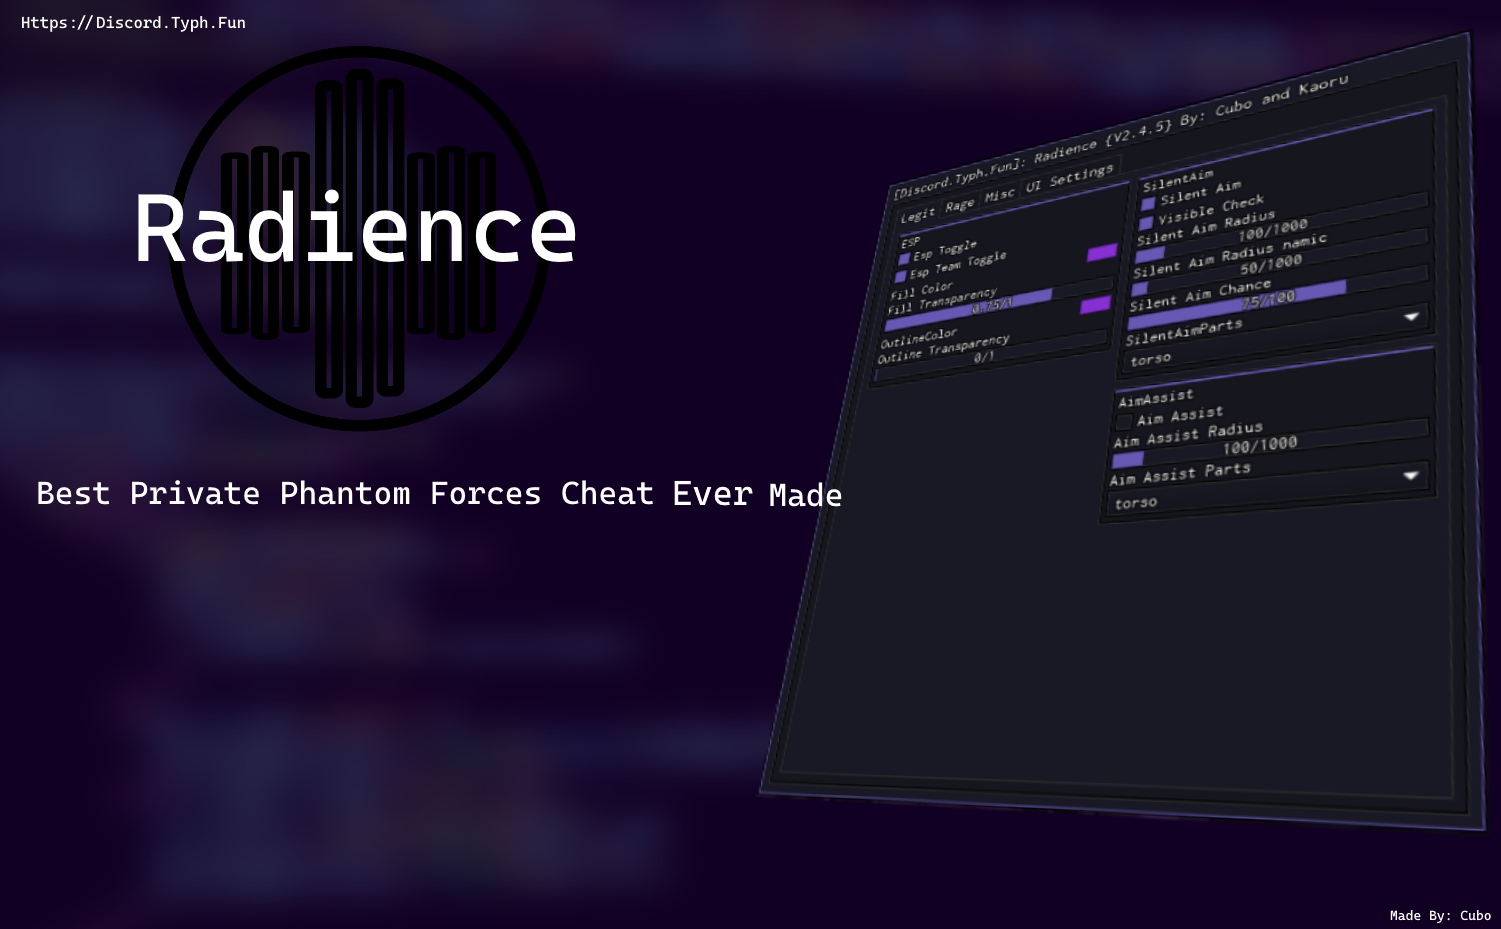 Https://Discord.Typh.Fun
Radience
Best Private Phantom Forces Cheat Ever Made
[Discord.Typh.Fun]: Radience {V2.4.5} By: Cubo and Kaoru
Legit Rage Misc UI Settings
ESP
Esp Toggle
Esp Team Toggle
Fill Color
Fill Transparency
0.75/1
OutlineColor
Outline Transparency
0/1
SilentAim
Silent Aim
Visible Check
Silent Aim Radius
100/1000
Silent Aim Radius namic
50/1000
Silent Aim Chance
75/100
SilentAimParts
torso
AimAssist
Aim Assist
Aim Assist Radius
100/1000
Aim Assist Parts
torso
Made By: Cubo